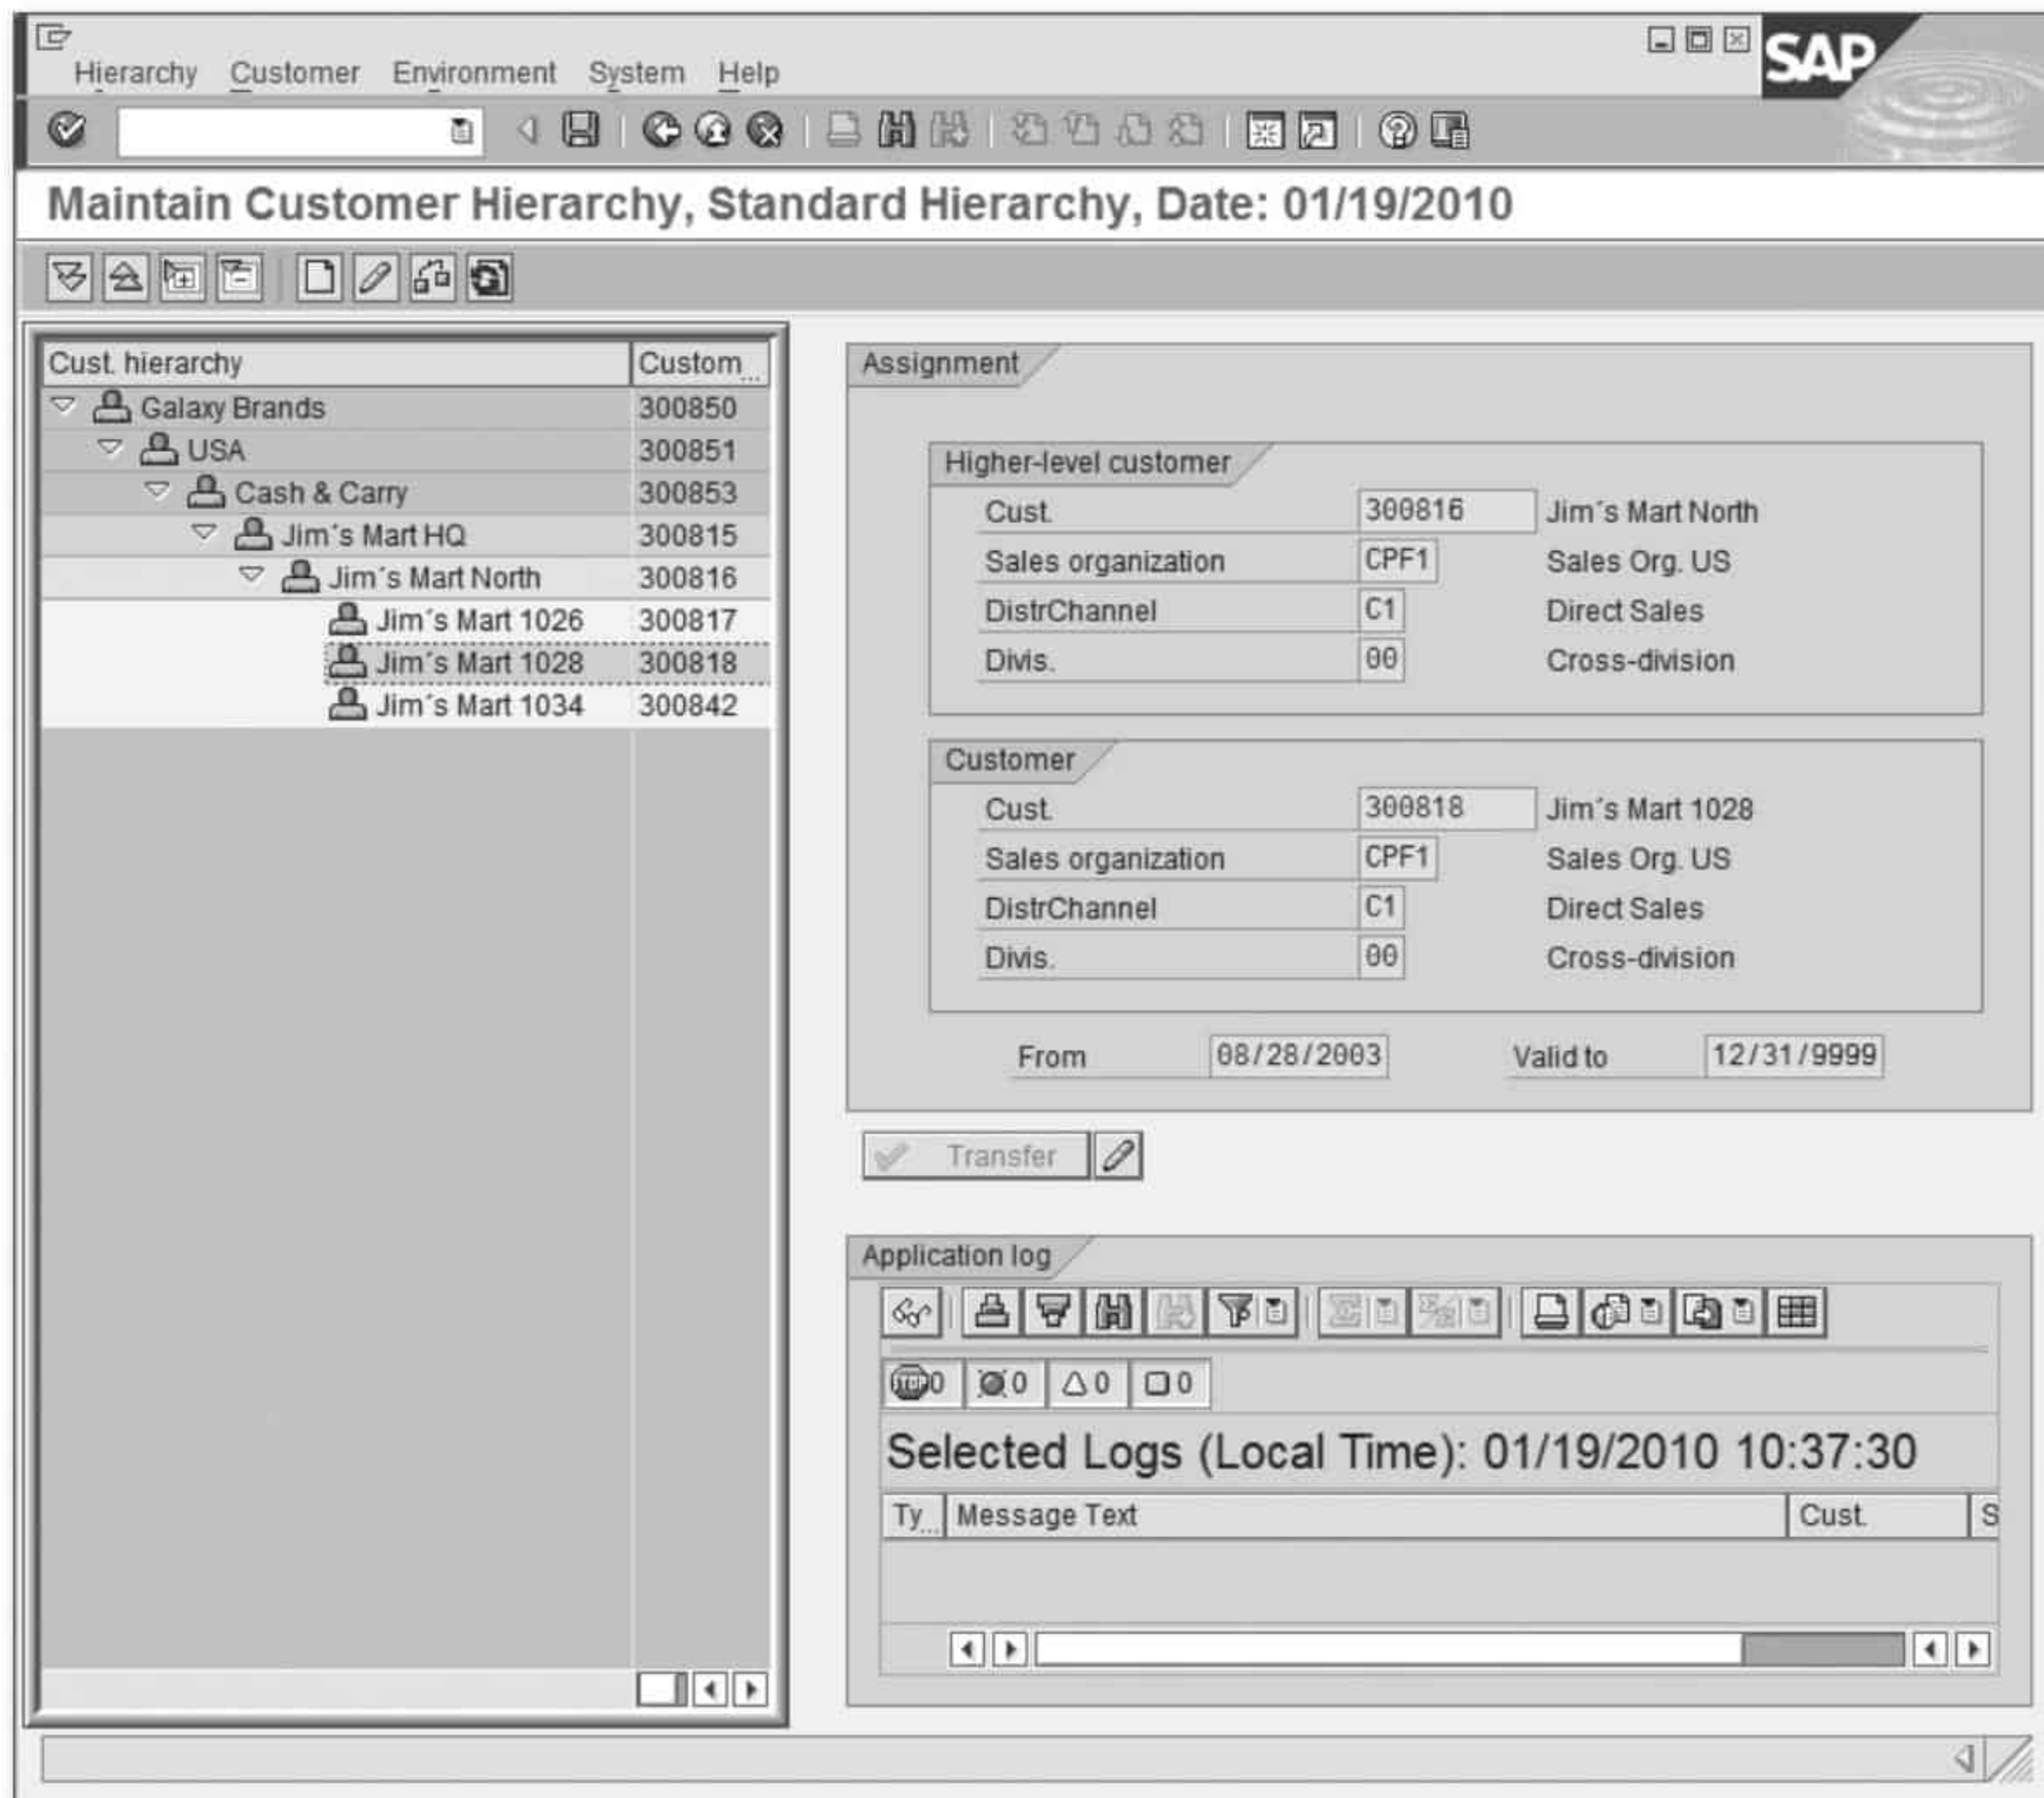 Hierarchy Customer Environment System Help
SAP
Maintain Customer Hierarchy, Standard Hierarchy, Date: 01/19/2010
Cust. hierarchy Custom...
Galaxy Brands 300850
USA 300851
Cash & Carry 300853
Jim´s Mart HQ 300815
Jim´s Mart North 300816
Jim´s Mart 1026 300817
Jim´s Mart 1028 300818
Jim´s Mart 1034 300842
Assignment
Higher-level customer
Cust. 300816 Jim´s Mart North
Sales organization CPF1 Sales Org. US
DistrChannel C1 Direct Sales
Divis. 00 Cross-division
Customer
Cust. 300818 Jim´s Mart 1028
Sales organization CPF1 Sales Org. US
DistrChannel C1 Direct Sales
Divis. 00 Cross-division
From 08/28/2003 Valid to 12/31/9999
Transfer
Application log
STOP 0 0 0 0
Selected Logs (Local Time): 01/19/2010 10:37:30
Ty... Message Text Cust. S